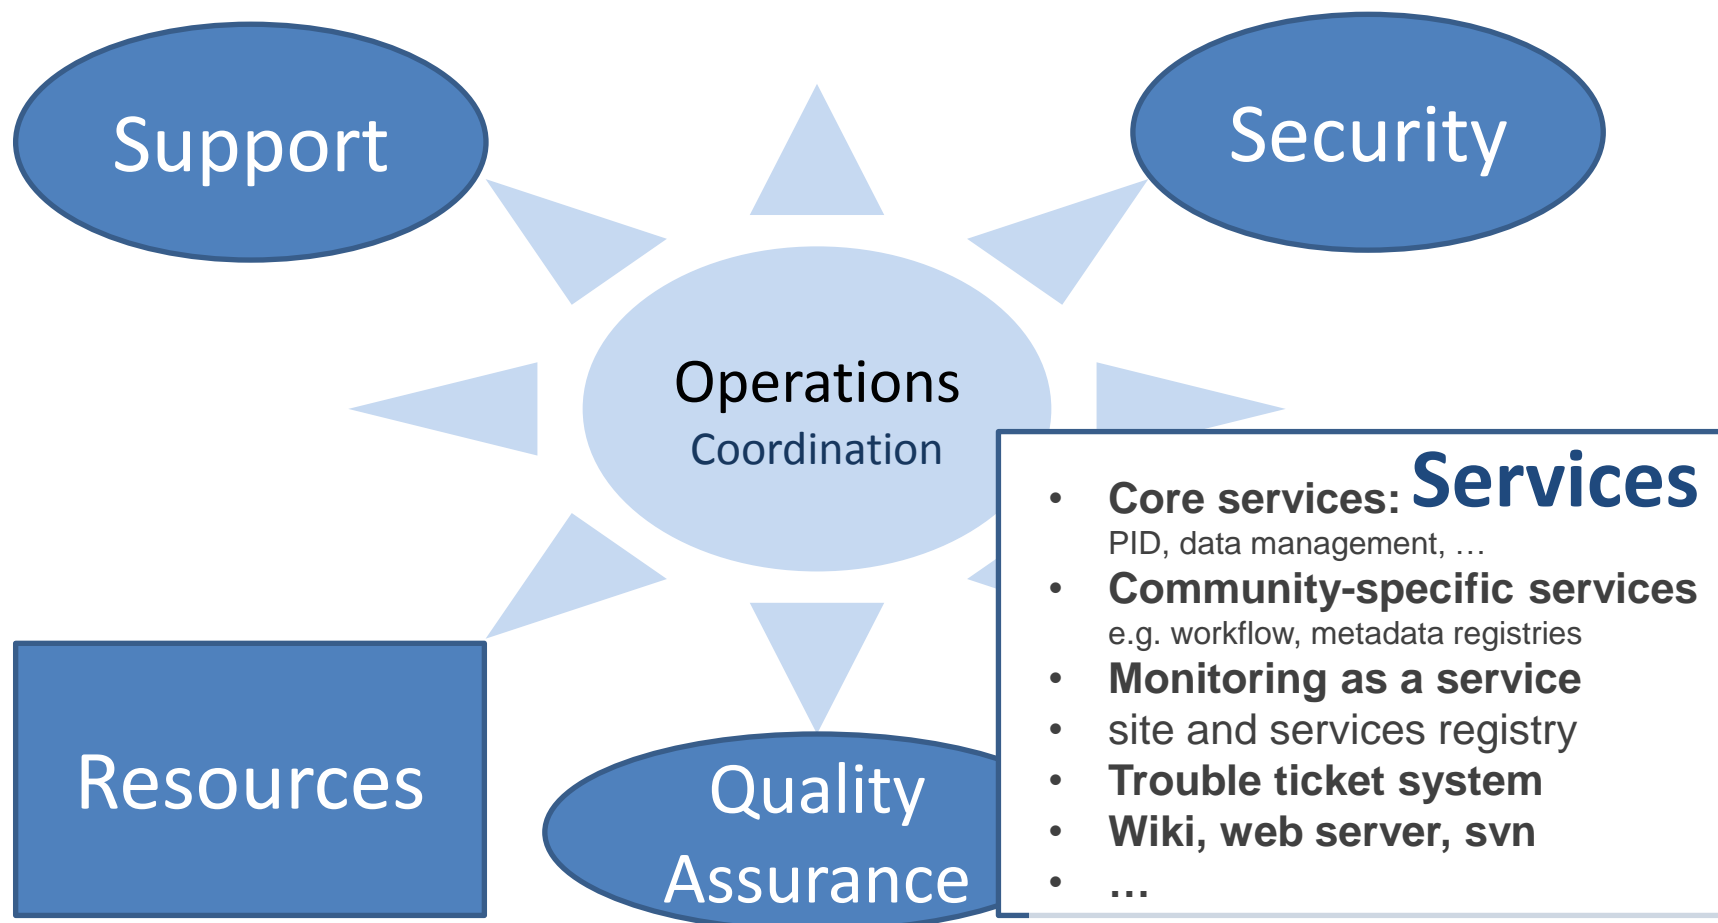 Support
Security
Operations
Coordination
Services
• Core services:
PID, data management, …
• Community-specific services
e.g. workflow, metadata registries
• Monitoring as a service
• site and services registry
• Trouble ticket system
• Wiki, web server, svn
• …
Resources
Quality
Assurance